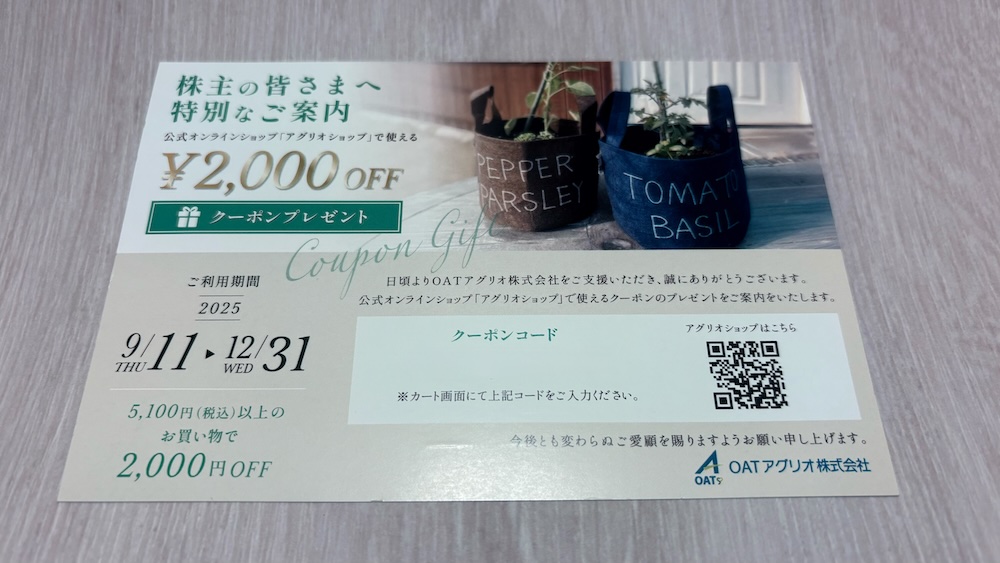 株主の皆さまへ
特別なご案内
公式オンラインショップ「アグリオショップ」で使える
¥2,000 OFF
クーポンプレゼント
Coupon Gift
PEPPER
PARSLEY
TOMATO
BASIL
ご利用期間
2025
9/11 ▶ 12/31
THU WED
5,100円(税込)以上の
お買い物で
2,000円OFF
日頃よりOATアグリオ株式会社をご支援いただき、誠にありがとうございます。
公式オンラインショップ「アグリオショップ」で使えるクーポンのプレゼントをご案内をいたします。
クーポンコード
※カート画面にて上記コードをご入力ください。
アグリオショップはこちら
今後とも変わらぬご愛顧を賜りますようお願い申し上げます。
OAT
OATアグリオ株式会社